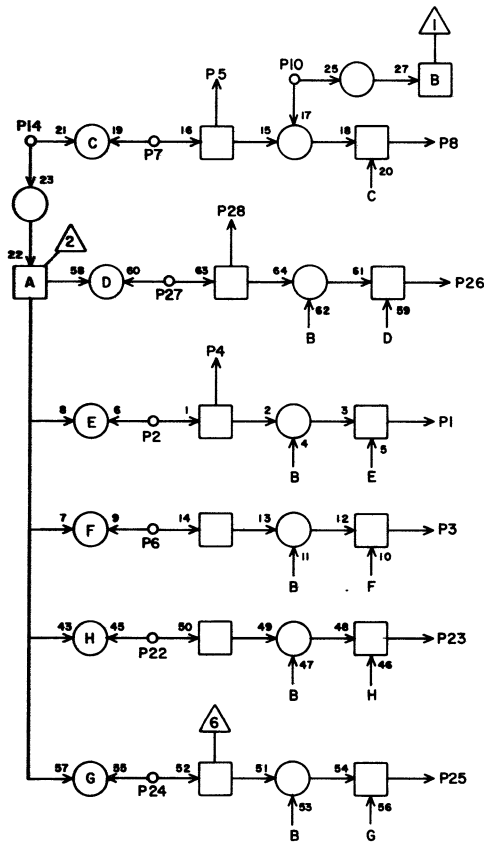 1
P5
P10 25 27 B
17
P14 21 C 19 P7 16 15 18 P8
20
C
23
P28
22 A 2
58 D 60 P27 63 64 61 P26
62 59
B D
P4
8 E 6 P2 1 2 3 P1
4 5
B E
7 F 9 P6 14 13 12 P3
11 10
B F
43 H 45 P22 50 49 48 P23
47 46
B H
6
57 G 55 P24 52 51 54 P25
53 56
B G